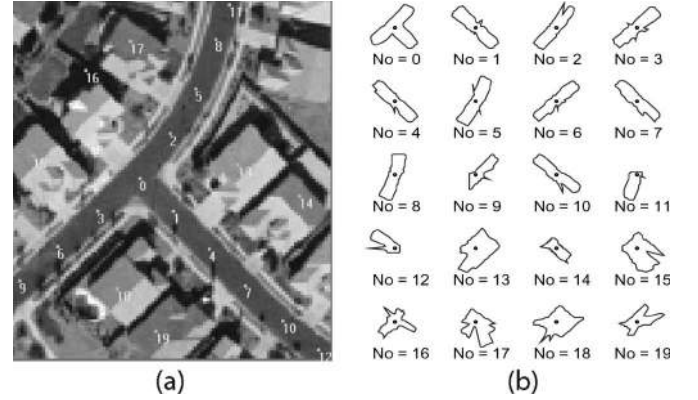 11
17
8
16
5
2
13
0
14
3
1
6
4
9
7
18
10
19
12
(a)
No = 0 No = 1 No = 2 No = 3
No = 4 No = 5 No = 6 No = 7
No = 8 No = 9 No = 10 No = 11
No = 12 No = 13 No = 14 No = 15
No = 16 No = 17 No = 18 No = 19
(b)